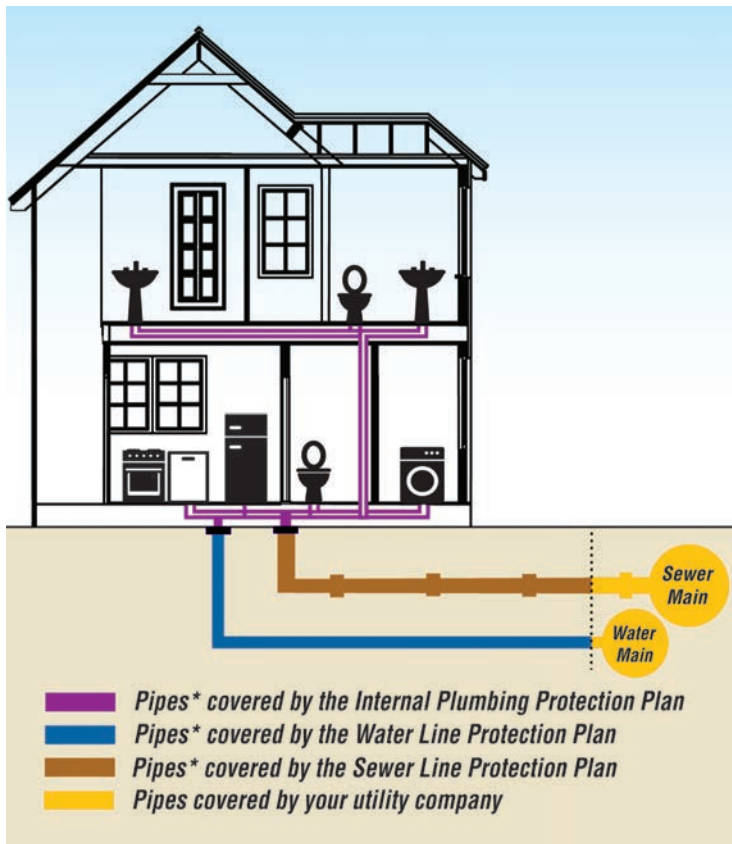 Sewer
Main
Water
Main
Pipes* covered by the Internal Plumbing Protection Plan
Pipes* covered by the Water Line Protection Plan
Pipes* covered by the Sewer Line Protection Plan
Pipes covered by your utility company